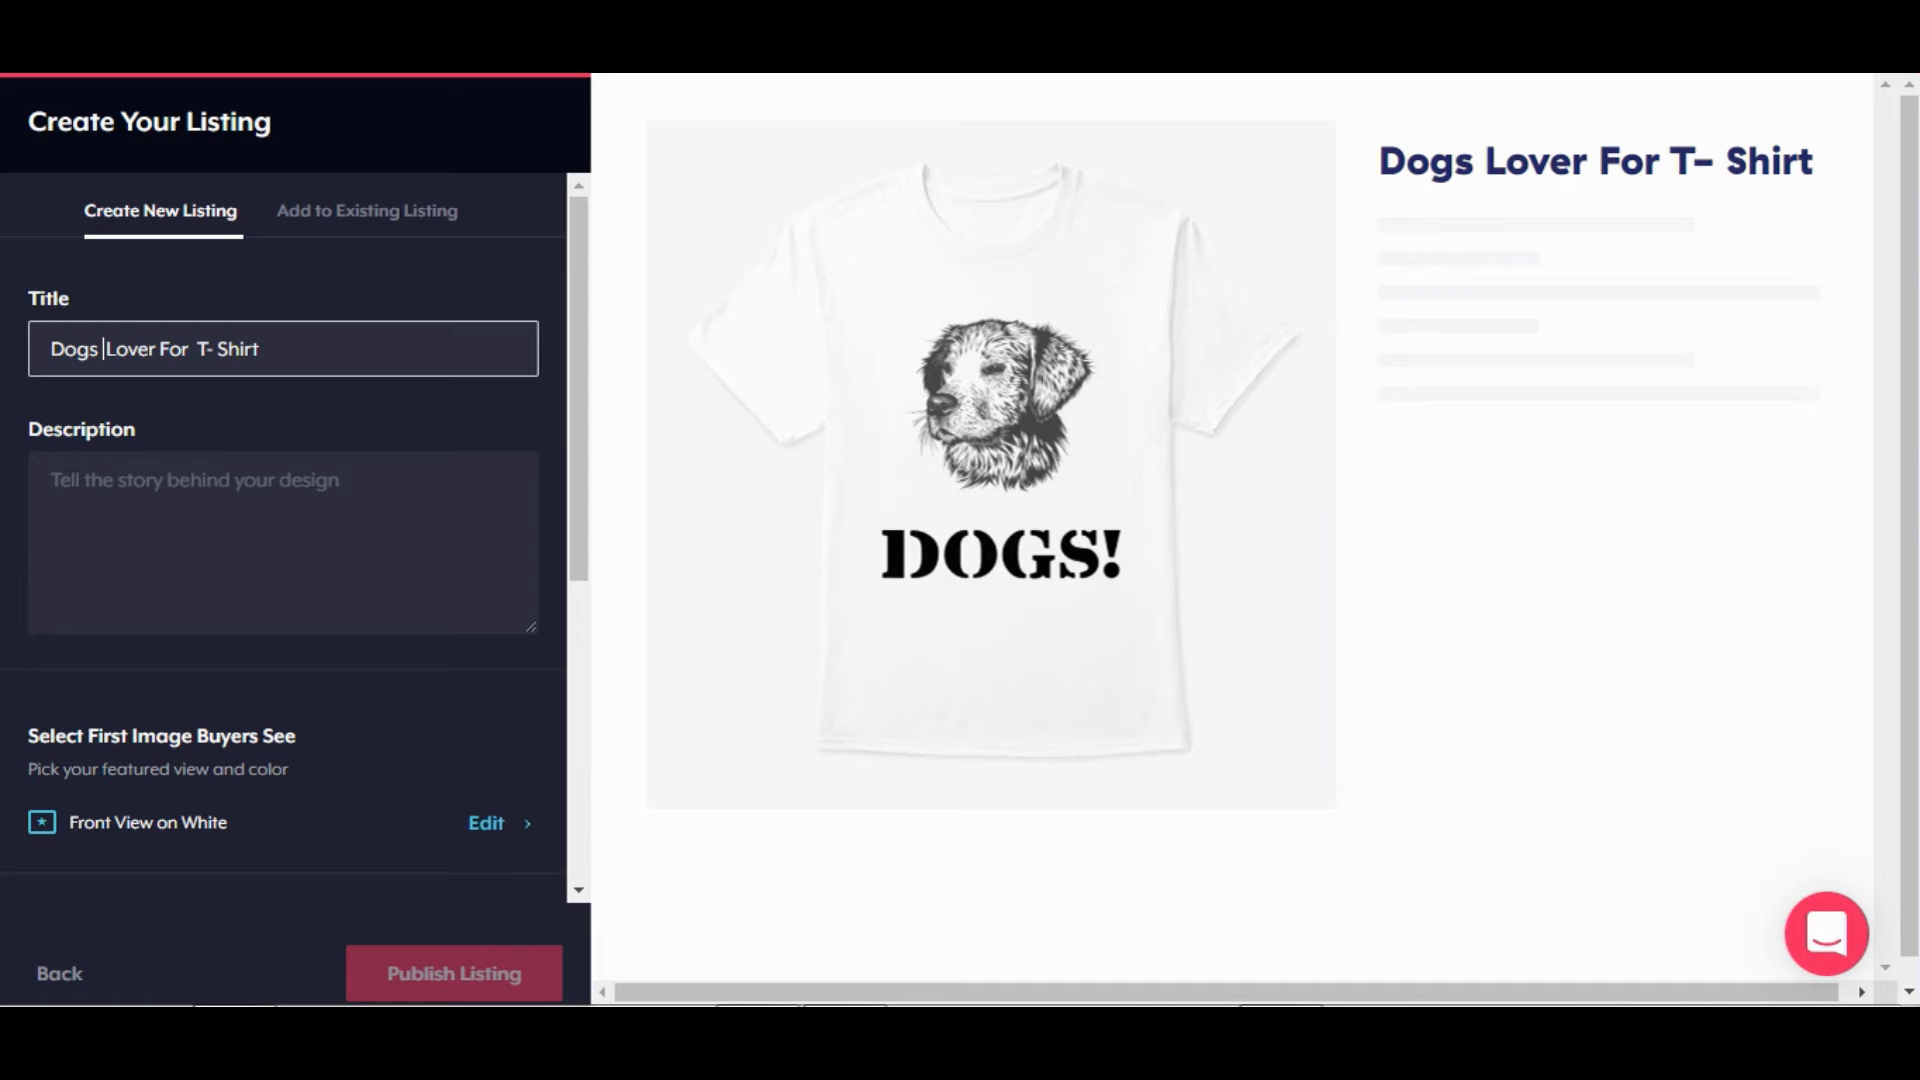 Create Your Listing
Create New Listing
Add to Existing Listing
Title
Dogs Lover For T- Shirt
Description
Tell the story behind your design
Select First Image Buyers See
Pick your featured view and color
Front View on White
Edit
Back
Publish Listing
DOGS!
Dogs Lover For T- Shirt